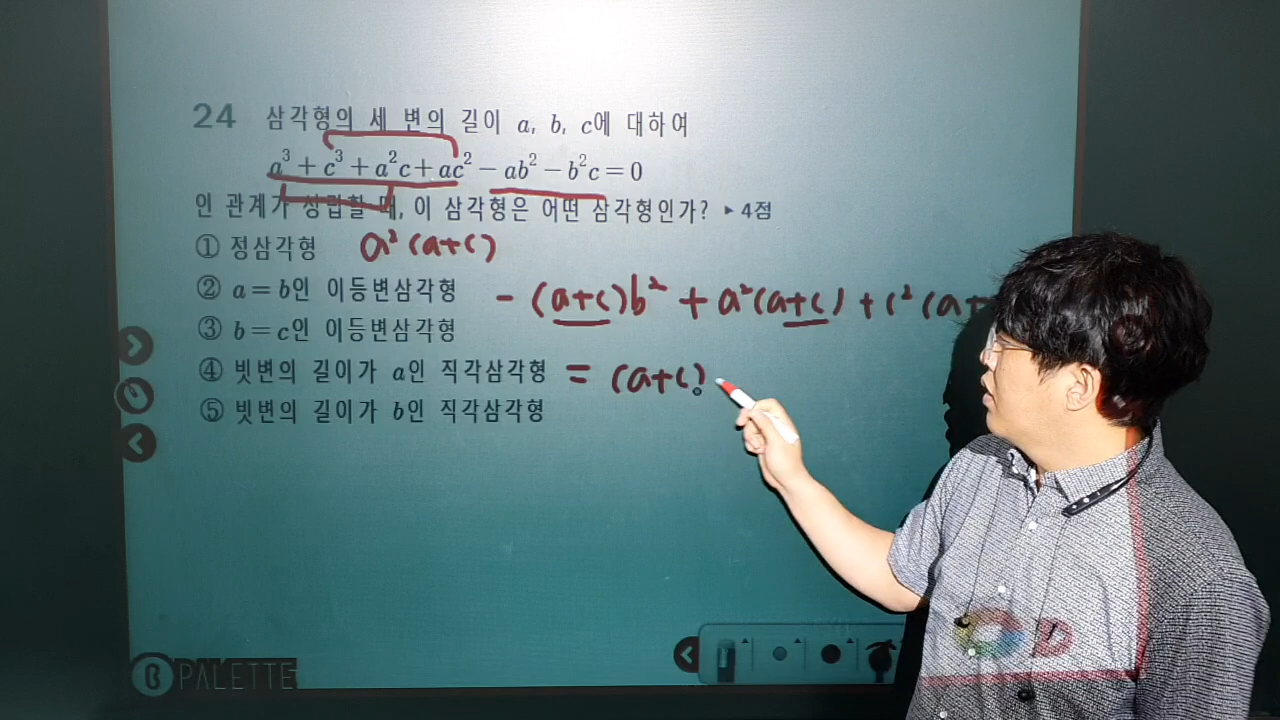 24 삼각형의 세 변의 길이 a, b, c에 대하여
a³ + c³ + a²c + ac² − ab² − b²c = 0
인 관계가 성립할 때, 이 삼각형은 어떤 삼각형인가? ▶ 4점
① 정삼각형
a² (a+c)
② a = b인 이등변삼각형
− (a+c)b² + a²(a+c) + c² (a+
③ b = c인 이등변삼각형
④ 빗변의 길이가 a인 직각삼각형
= (a+c)
⑤ 빗변의 길이가 b인 직각삼각형
B PALETTE